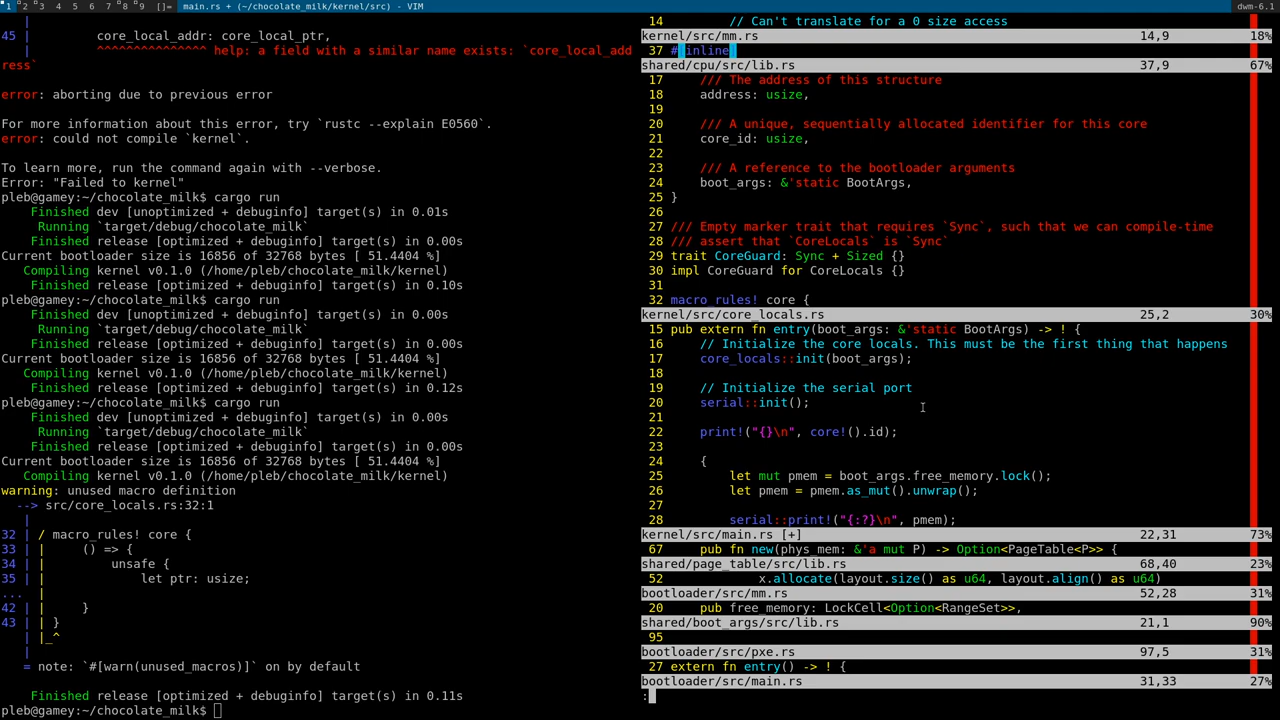 1 2 3 4 5 6 7 8 9 []= main.rs + (~/chocolate_milk/kernel/src) - VIM dwm-6.1
   |
45 |         core_local_addr: core_local_ptr,
   |         ^^^^^^^^^^^^^^^ help: a field with a similar name exists: `core_local_add
ress`
error: aborting due to previous error
For more information about this error, try `rustc --explain E0560`.
error: could not compile `kernel`.
To learn more, run the command again with --verbose.
Error: "Failed to kernel"
pleb@gamey:~/chocolate_milk$ cargo run
    Finished dev [unoptimized + debuginfo] target(s) in 0.01s
     Running `target/debug/chocolate_milk`
    Finished release [optimized + debuginfo] target(s) in 0.00s
Current bootloader size is 16856 of 32768 bytes [ 51.4404 %]
   Compiling kernel v0.1.0 (/home/pleb/chocolate_milk/kernel)
    Finished release [optimized + debuginfo] target(s) in 0.10s
pleb@gamey:~/chocolate_milk$ cargo run
    Finished dev [unoptimized + debuginfo] target(s) in 0.00s
     Running `target/debug/chocolate_milk`
    Finished release [optimized + debuginfo] target(s) in 0.00s
Current bootloader size is 16856 of 32768 bytes [ 51.4404 %]
   Compiling kernel v0.1.0 (/home/pleb/chocolate_milk/kernel)
    Finished release [optimized + debuginfo] target(s) in 0.12s
pleb@gamey:~/chocolate_milk$ cargo run
    Finished dev [unoptimized + debuginfo] target(s) in 0.00s
     Running `target/debug/chocolate_milk`
    Finished release [optimized + debuginfo] target(s) in 0.00s
Current bootloader size is 16856 of 32768 bytes [ 51.4404 %]
   Compiling kernel v0.1.0 (/home/pleb/chocolate_milk/kernel)
warning: unused macro definition
  --> src/core_locals.rs:32:1
   |
32 | / macro_rules! core {
33 | |     () => {
34 | |         unsafe {
35 | |             let ptr: usize;
...  |
42 | |     }
43 | | }
   | |_^
   |
   = note: `#[warn(unused_macros)]` on by default
    Finished release [optimized + debuginfo] target(s) in 0.11s
pleb@gamey:~/chocolate_milk$
14         // Can't translate for a 0 size access
kernel/src/mm.rs 14,9 18%
37 #[inline]
shared/cpu/src/lib.rs 37,9 67%
17     /// The address of this structure
18     address: usize,
19
20     /// A unique, sequentially allocated identifier for this core
21     core_id: usize,
22
23     /// A reference to the bootloader arguments
24     boot_args: &'static BootArgs,
25 }
26
27 /// Empty marker trait that requires `Sync`, such that we can compile-time
28 /// assert that `CoreLocals` is `Sync`
29 trait CoreGuard: Sync + Sized {}
30 impl CoreGuard for CoreLocals {}
31
32 macro_rules! core {
kernel/src/core_locals.rs 25,2 30%
15 pub extern fn entry(boot_args: &'static BootArgs) -> ! {
16     // Initialize the core locals. This must be the first thing that happens
17     core_locals::init(boot_args);
18
19     // Initialize the serial port
20     serial::init();
21
22     print!("{}\n", core!().id);
23
24     {
25         let mut pmem = boot_args.free_memory.lock();
26         let pmem = pmem.as_mut().unwrap();
27
28         serial::print!("{:?}\n", pmem);
kernel/src/main.rs [+] 22,31 73%
67     pub fn new(phys_mem: &'a mut P) -> Option<PageTable<P>> {
shared/page_table/src/lib.rs 68,40 23%
52             x.allocate(layout.size() as u64, layout.align() as u64)
bootloader/src/mm.rs 52,28 31%
20     pub free_memory: LockCell<Option<RangeSet>>,
shared/boot_args/src/lib.rs 21,1 90%
95
bootloader/src/pxe.rs 97,5 31%
27 extern fn entry() -> ! {
bootloader/src/main.rs 31,33 27%
: